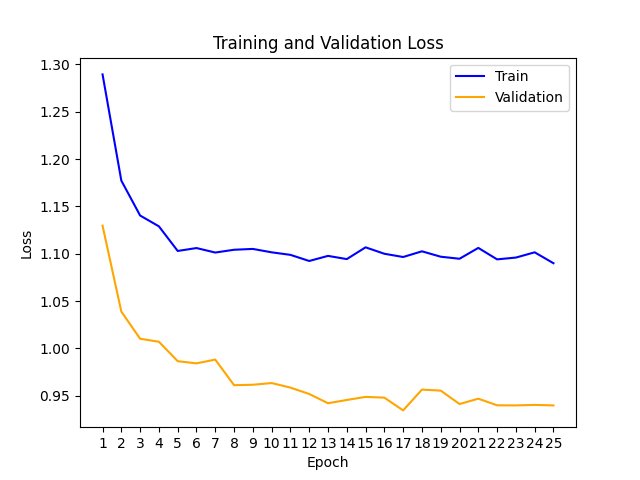 Training and Validation Loss
1.30
1.25
1.20
1.15
1.10
1.05
1.00
0.95
Loss
Train
Validation
1 2 3 4 5 6 7 8 9 10 11 12 13 14 15 16 17 18 19 20 21 22 23 24 25
Epoch